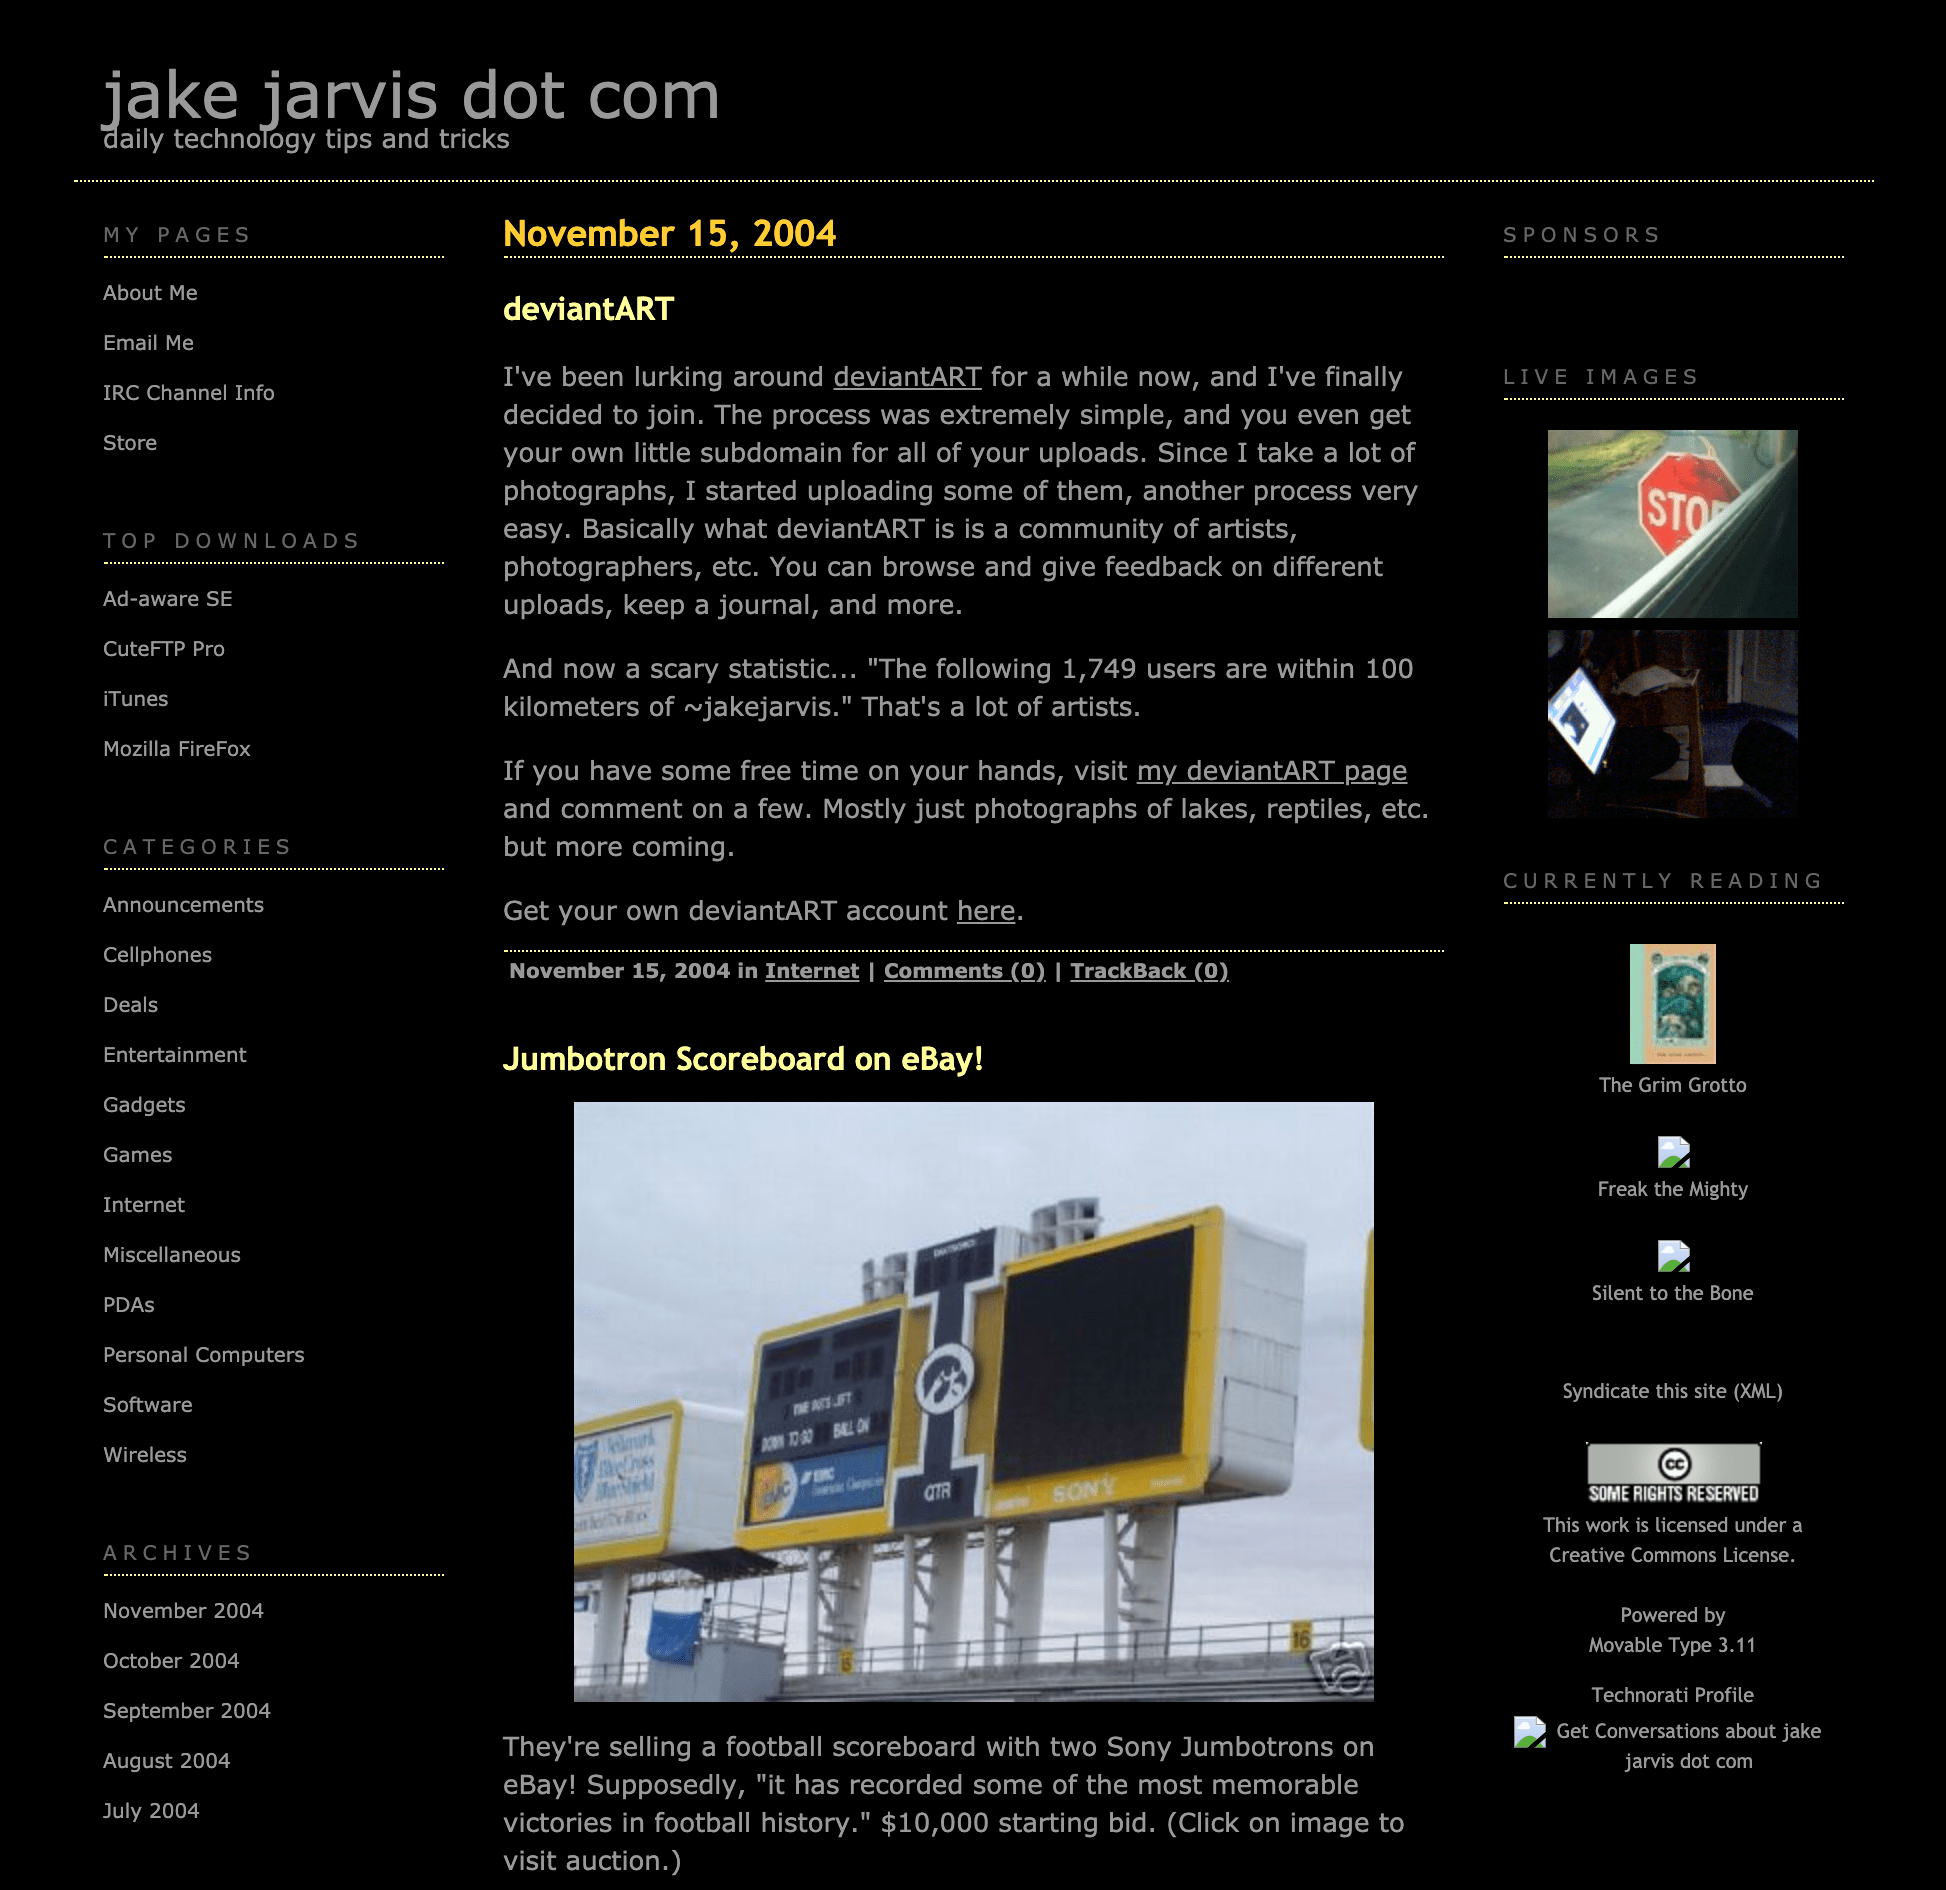 jake jarvis dot com
daily technology tips and tricks
MY PAGES
About Me
Email Me
IRC Channel Info
Store
TOP DOWNLOADS
Ad-aware SE
CuteFTP Pro
iTunes
Mozilla FireFox
CATEGORIES
Announcements
Cellphones
Deals
Entertainment
Gadgets
Games
Internet
Miscellaneous
PDAs
Personal Computers
Software
Wireless
ARCHIVES
November 2004
October 2004
September 2004
August 2004
July 2004
November 15, 2004
deviantART
I've been lurking around deviantART for a while now, and I've finally
decided to join. The process was extremely simple, and you even get
your own little subdomain for all of your uploads. Since I take a lot of
photographs, I started uploading some of them, another process very
easy. Basically what deviantART is is a community of artists,
photographers, etc. You can browse and give feedback on different
uploads, keep a journal, and more.
And now a scary statistic... "The following 1,749 users are within 100
kilometers of ~jakejarvis." That's a lot of artists.
If you have some free time on your hands, visit my deviantART page
and comment on a few. Mostly just photographs of lakes, reptiles, etc.
but more coming.
Get your own deviantART account here.
November 15, 2004 in Internet | Comments (0) | TrackBack (0)
Jumbotron Scoreboard on eBay!
DAKTRONICS
TIME OUTS LEFT
DOWN TO GO BALL ON
QTR
SONY
16
They're selling a football scoreboard with two Sony Jumbotrons on
eBay! Supposedly, "it has recorded some of the most memorable
victories in football history." $10,000 starting bid. (Click on image to
visit auction.)
SPONSORS
LIVE IMAGES
STOP
CURRENTLY READING
The Grim Grotto
Freak the Mighty
Silent to the Bone
Syndicate this site (XML)
cc
SOME RIGHTS RESERVED
This work is licensed under a
Creative Commons License.
Powered by
Movable Type 3.11
Technorati Profile
Get Conversations about jake
jarvis dot com